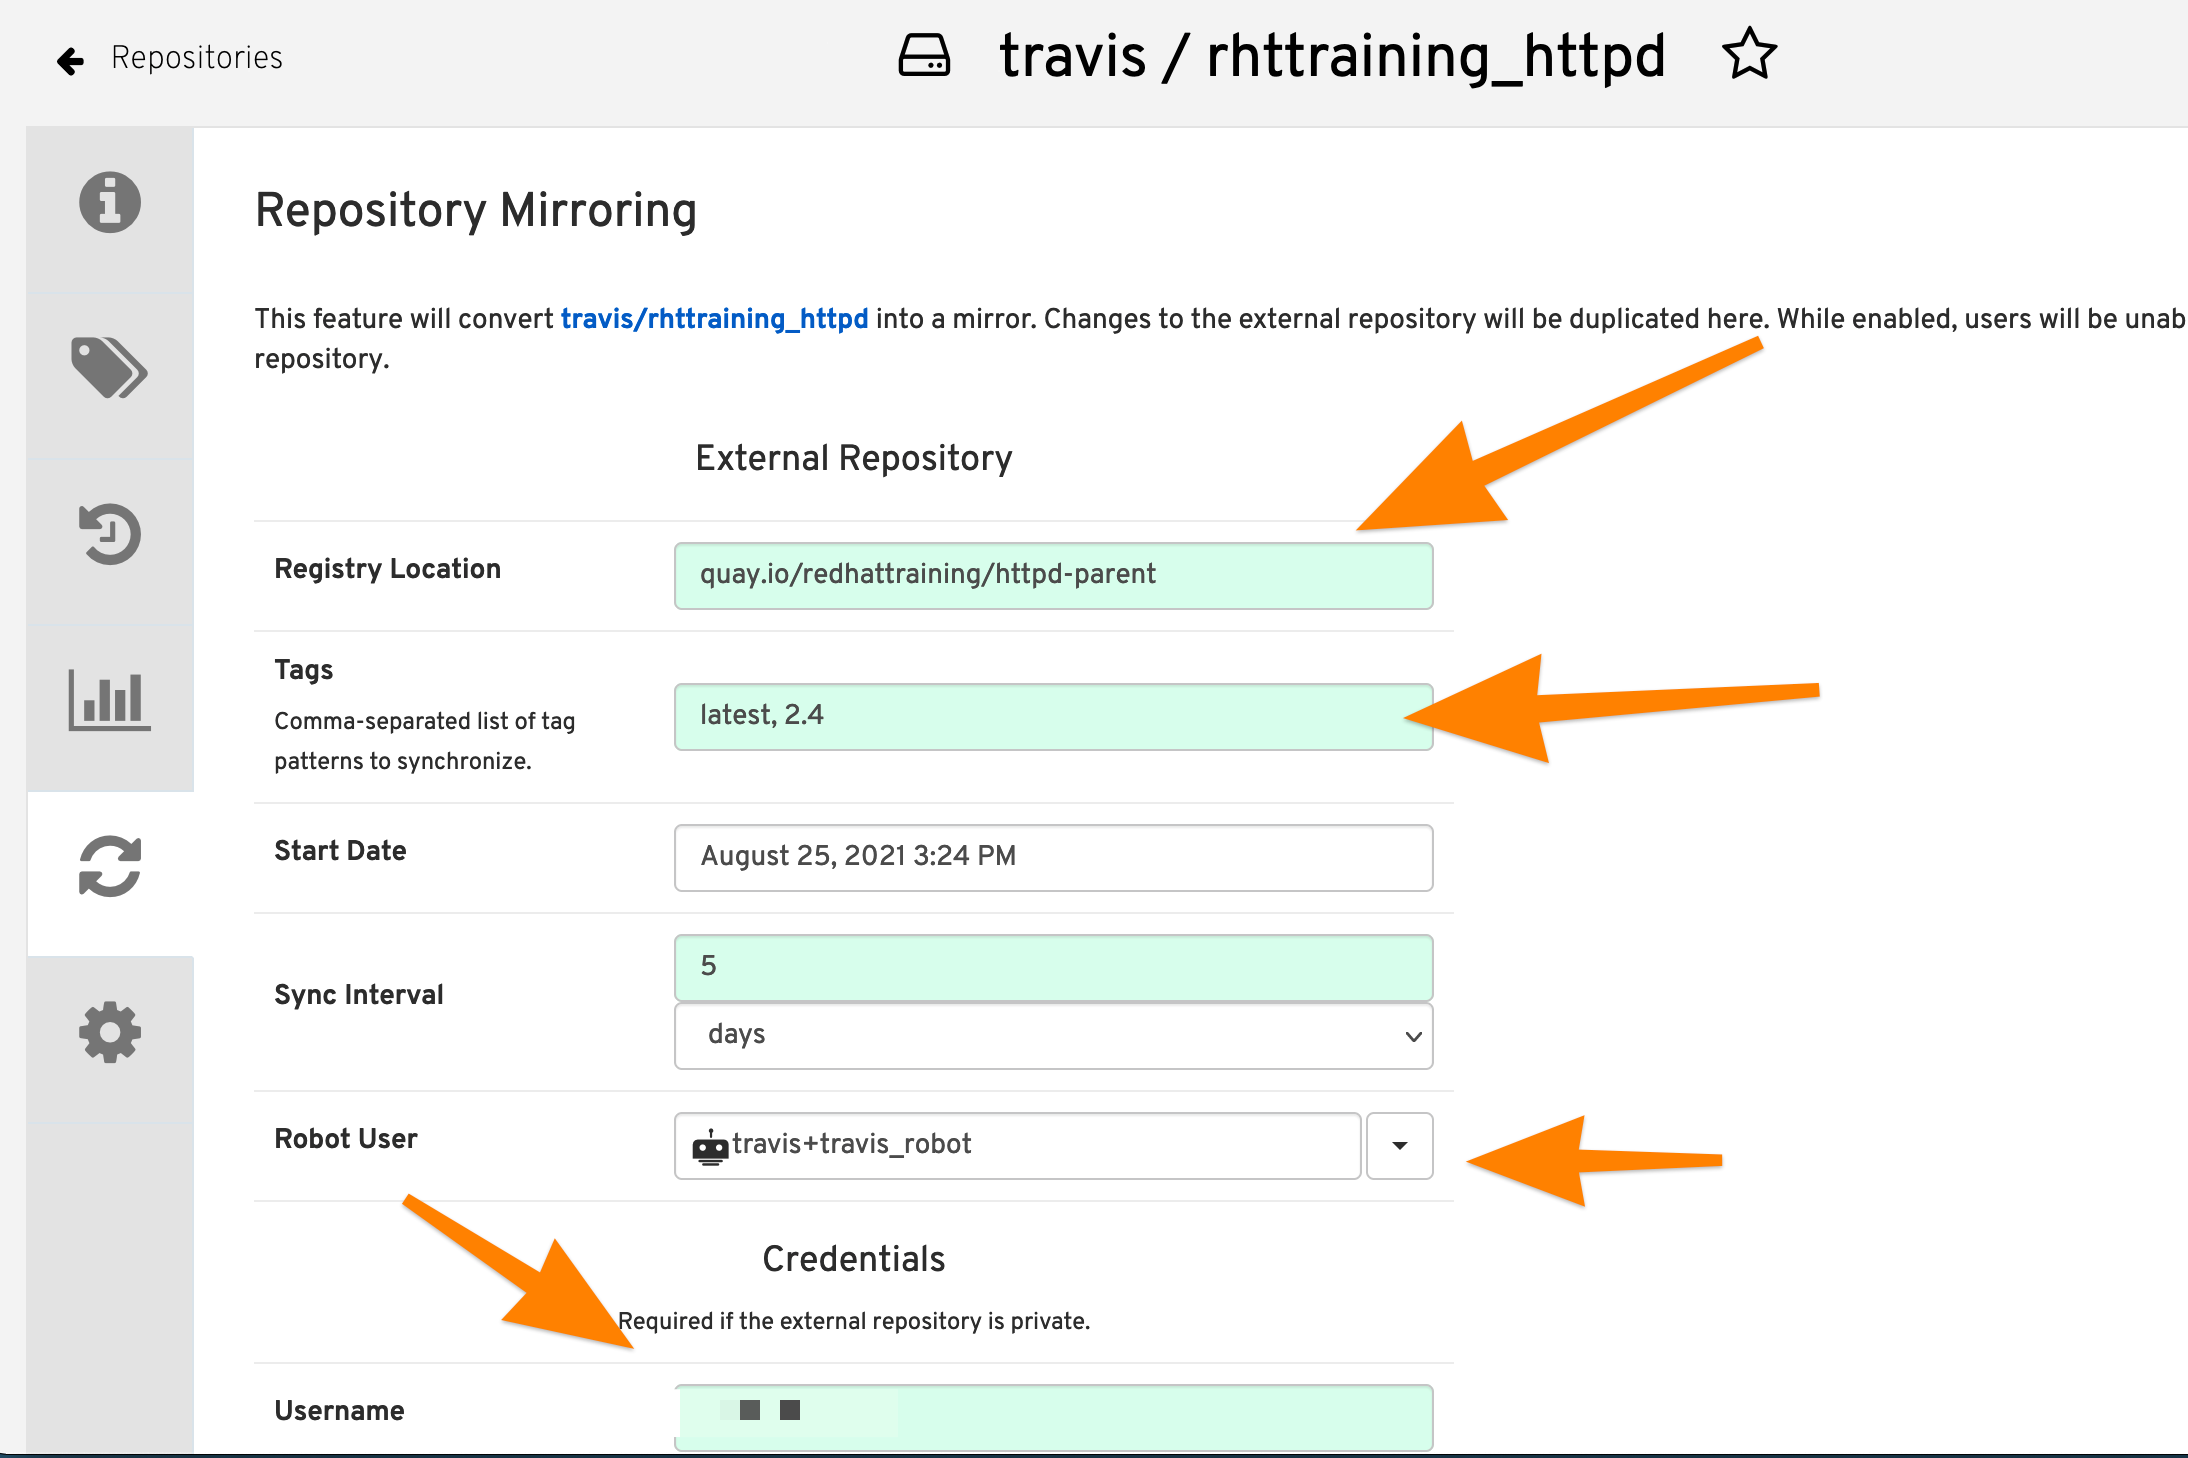 Repositories
travis / rhttraining_httpd
Repository Mirroring
This feature will convert travis/rhttraining_httpd into a mirror. Changes to the external repository will be duplicated here. While enabled, users will be unab
repository.
External Repository
Registry Location
quay.io/redhattraining/httpd-parent
Tags
Comma-separated list of tag
patterns to synchronize.
latest, 2.4
Start Date
August 25, 2021 3:24 PM
Sync Interval
5
days
Robot User
travis+travis_robot
Credentials
Required if the external repository is private.
Username